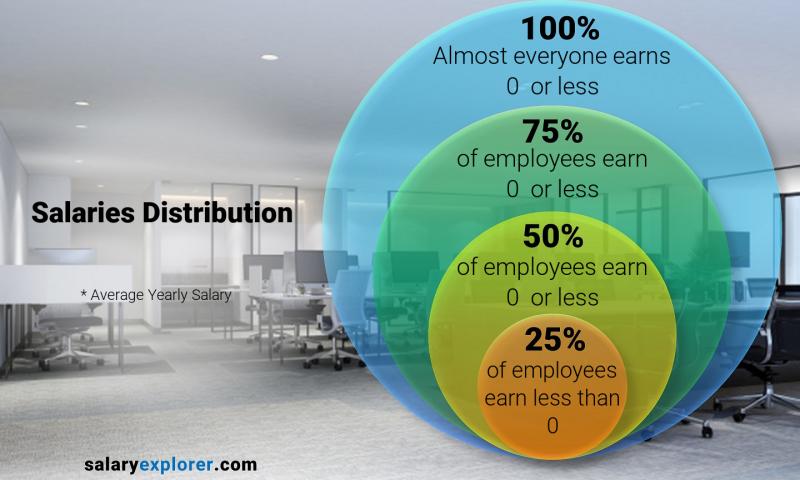 Salaries Distribution
* Average Yearly Salary
100%
Almost everyone earns
0 or less
75%
of employees earn
0 or less
50%
of employees earn
0 or less
25%
of employees
earn less than
0
salaryexplorer.com